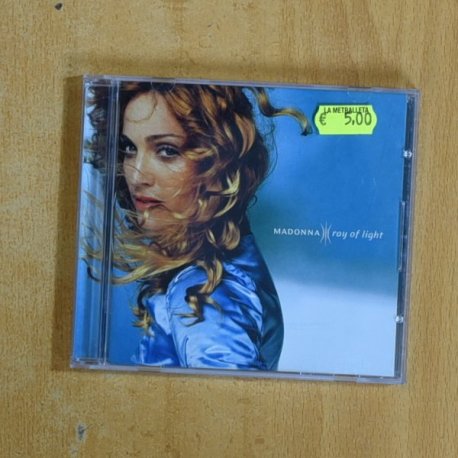 LA METRALLETA
€ 5,00
MADONNA ray of light